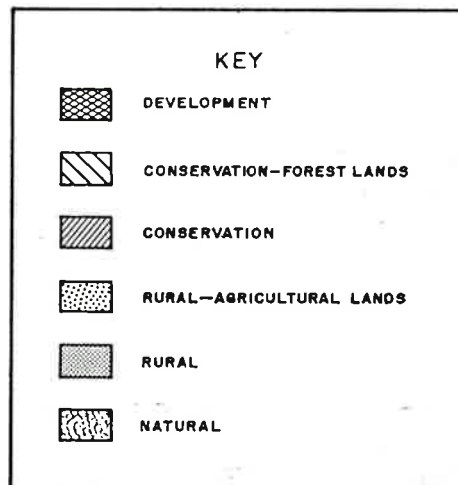 KEY
DEVELOPMENT
CONSERVATION-FOREST LANDS
CONSERVATION
RURAL-AGRICULTURAL LANDS
RURAL
NATURAL